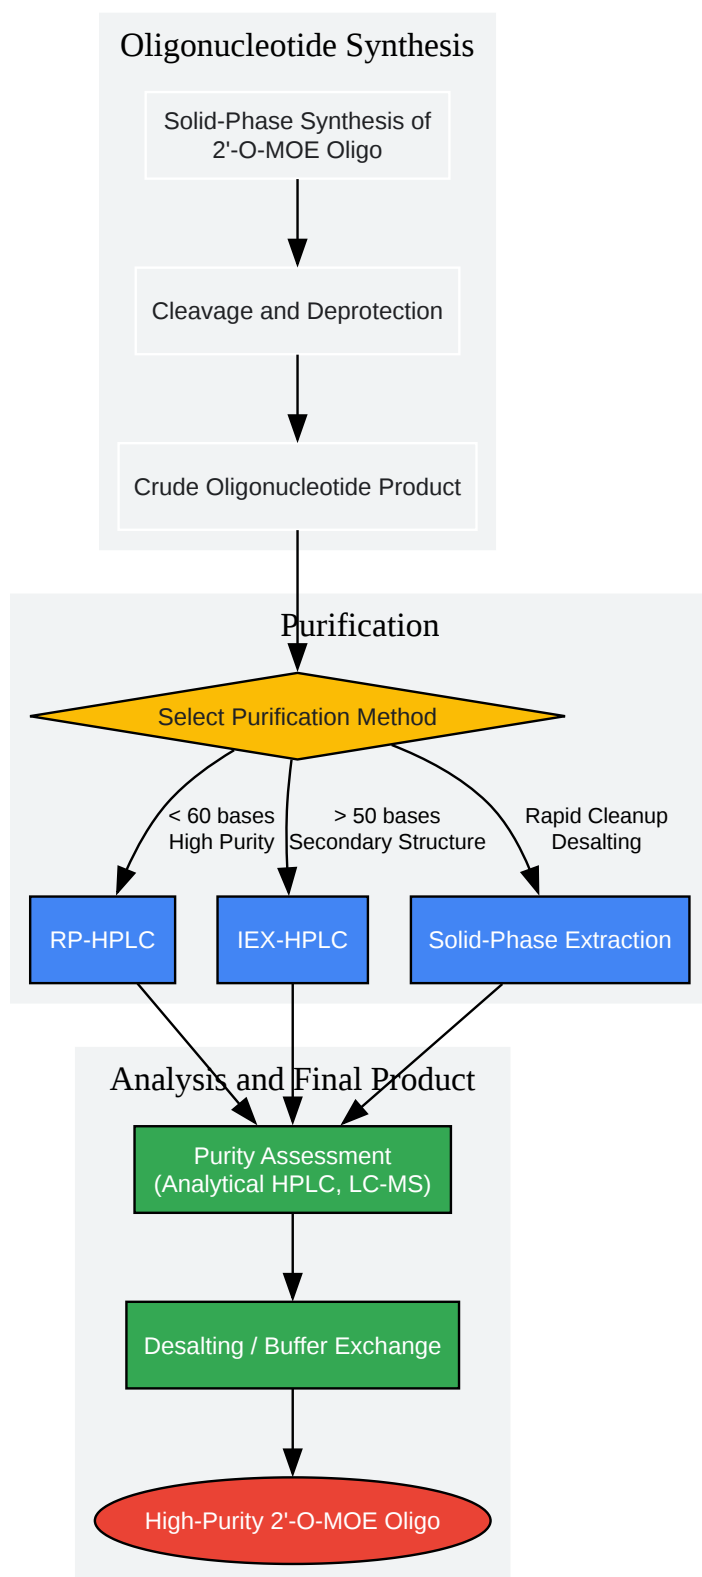 Oligonucleotide Synthesis
Solid-Phase Synthesis of
2'-O-MOE Oligo
Cleavage and Deprotection
Crude Oligonucleotide Product
Purification
Select Purification Method
< 60 bases
High Purity
> 50 bases
Secondary Structure
Rapid Cleanup
Desalting
RP-HPLC
IEX-HPLC
Solid-Phase Extraction
Analysis and Final Product
Purity Assessment
(Analytical HPLC, LC-MS)
Desalting / Buffer Exchange
High-Purity 2'-O-MOE Oligo